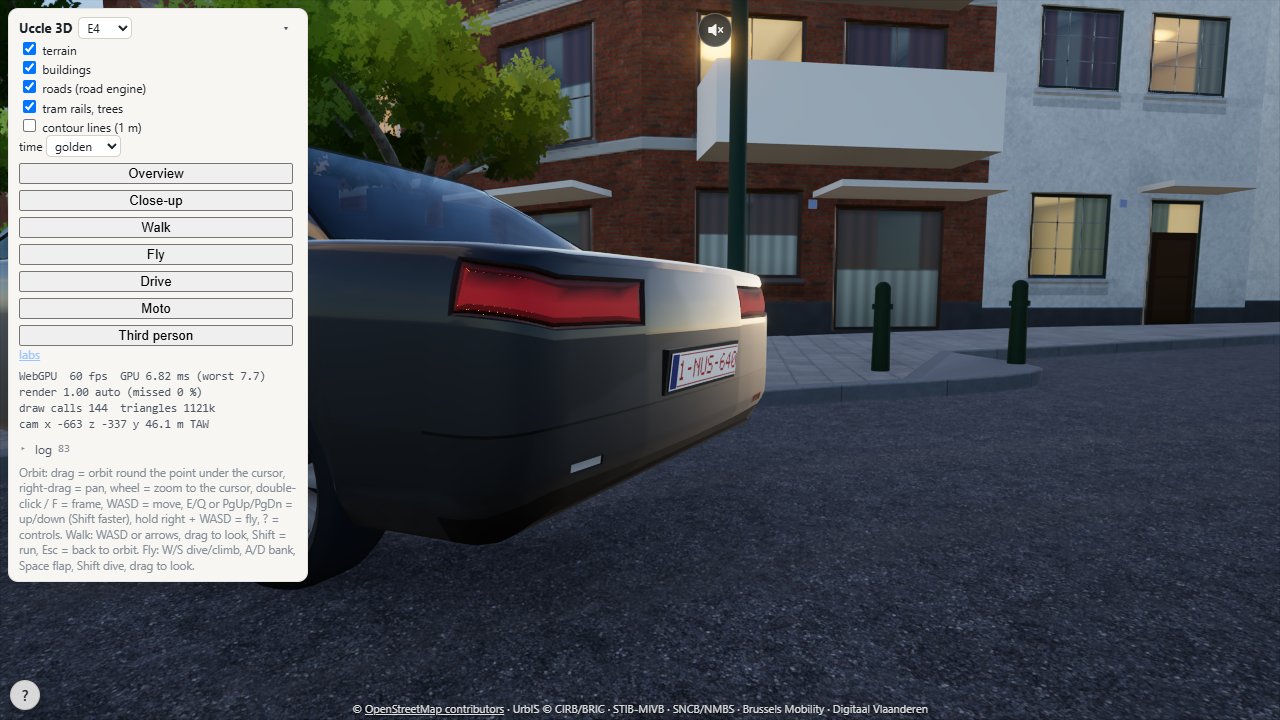 Uccle 3D E4
terrain
buildings
roads (road engine)
tram rails, trees
contour lines (1 m)
time golden
Overview
Close-up
Walk
Fly
Drive
Moto
Third person
labs
WebGPU 60 fps GPU 6.82 ms (worst 7.7)
render 1.00 auto (missed 0 %)
draw calls 144 triangles 1121k
cam x -663 z -337 y 46.1 m TAW
log 83
Orbit: drag = orbit round the point under the cursor,
right-drag = pan, wheel = zoom to the cursor, double-
click / F = frame, WASD = move, E/Q or PgUp/PgDn =
up/down (Shift faster), hold right + WASD = fly, ? =
controls. Walk: WASD or arrows, drag to look, Shift =
run, Esc = back to orbit. Fly: W/S dive/climb, A/D bank,
Space flap, Shift dive, drag to look.
1-NUS-640
?
© OpenStreetMap contributors · UrbIS © CIRB/BRIC · STIB-MIVB · SNCB/NMBS · Brussels Mobility · Digitaal Vlaanderen